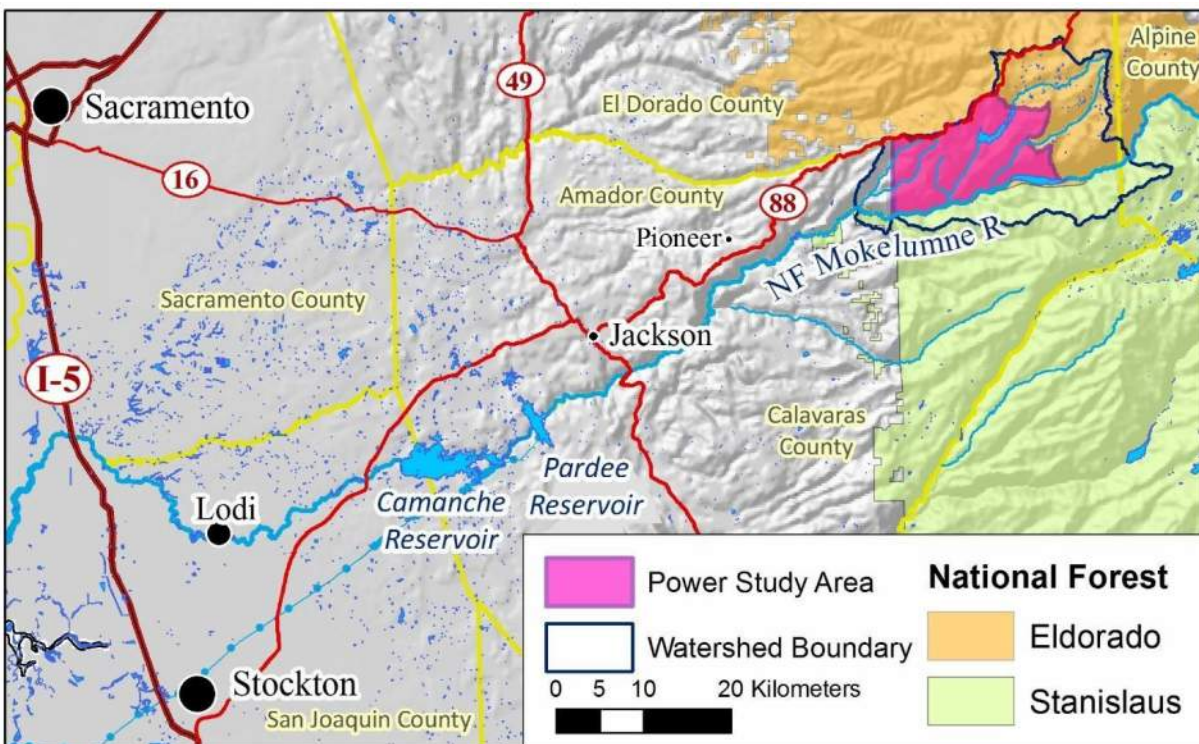 Alpine
County
49
Sacramento
El Dorado County
16
Amador County
88
Pioneer
NF Mokelumne R
Sacramento County
Jackson
I-5
Calavaras
County
Pardee
Reservoir
Lodi
Camanche
Reservoir
Stockton
San Joaquin County
Power Study Area
Watershed Boundary
0 5 10 20 Kilometers
National Forest
Eldorado
Stanislaus